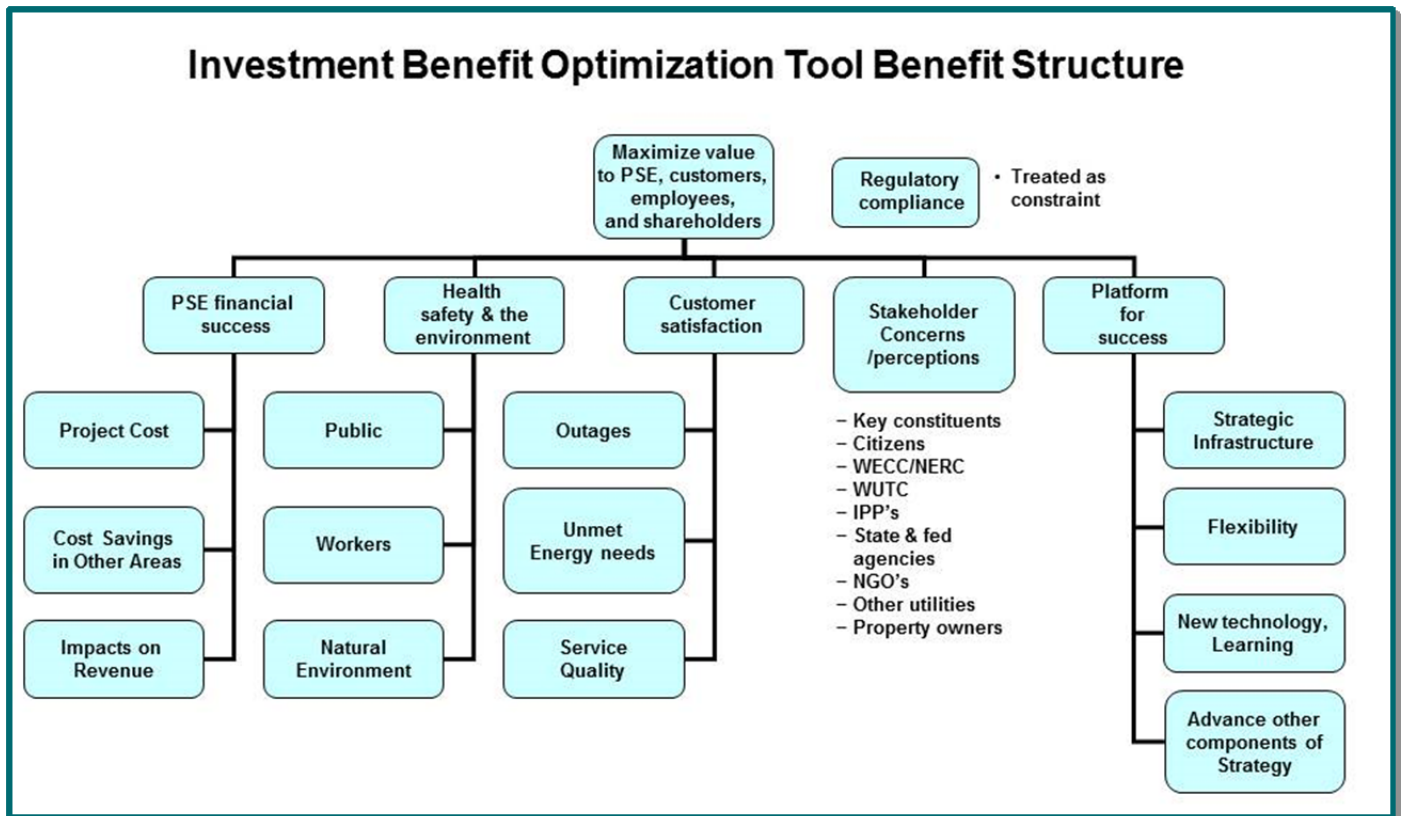 Investment Benefit Optimization Tool Benefit Structure
Maximize value
to PSE, customers,
employees,
and shareholders
Regulatory
compliance
• Treated as
constraint
PSE financial
success
Health
safety & the
environment
Customer
satisfaction
Stakeholder
Concerns
/perceptions
Platform
for
success
Project Cost
Cost Savings
in Other Areas
Impacts on
Revenue
Public
Workers
Natural
Environment
Outages
Unmet
Energy needs
Service
Quality
– Key constituents
– Citizens
– WECC/NERC
– WUTC
– IPP's
– State & fed
agencies
– NGO's
– Other utilities
– Property owners
Strategic
Infrastructure
Flexibility
New technology,
Learning
Advance other
components of
Strategy